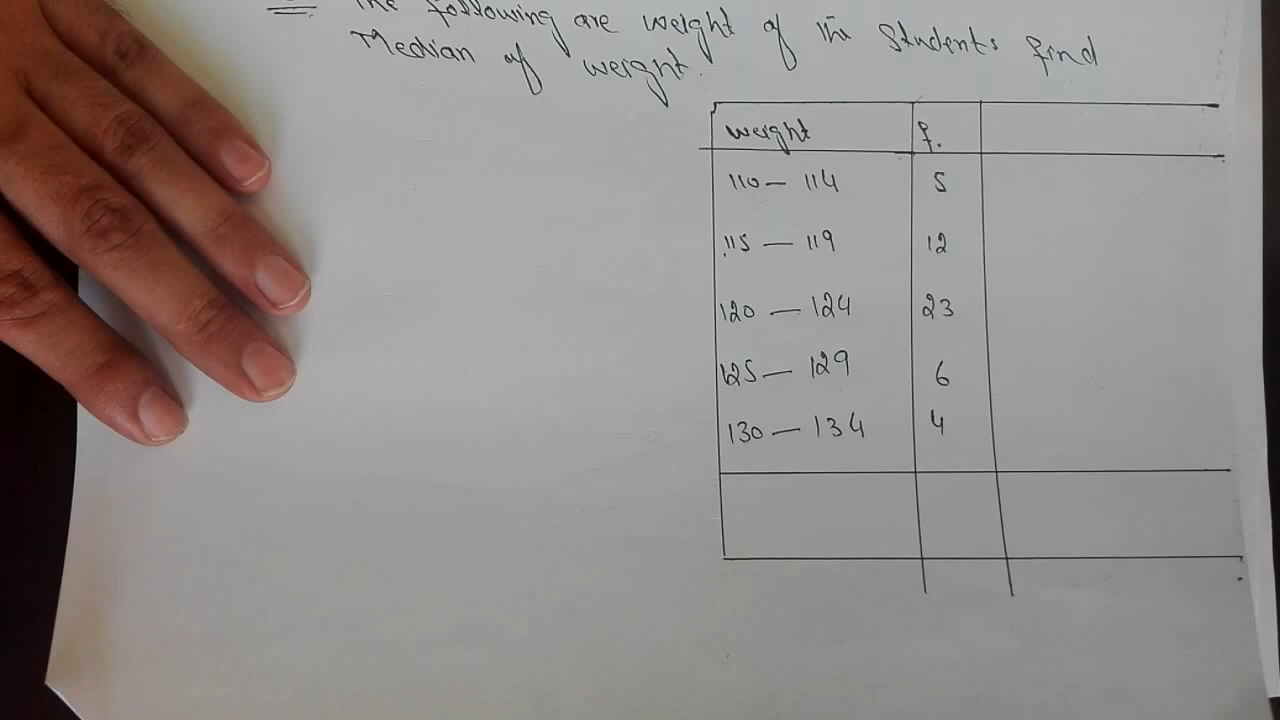 The following are weight of the students find
Median of weight.
weight f.
110 — 114 5
115 — 119 12
120 — 124 23
125 — 129 6
130 — 134 4